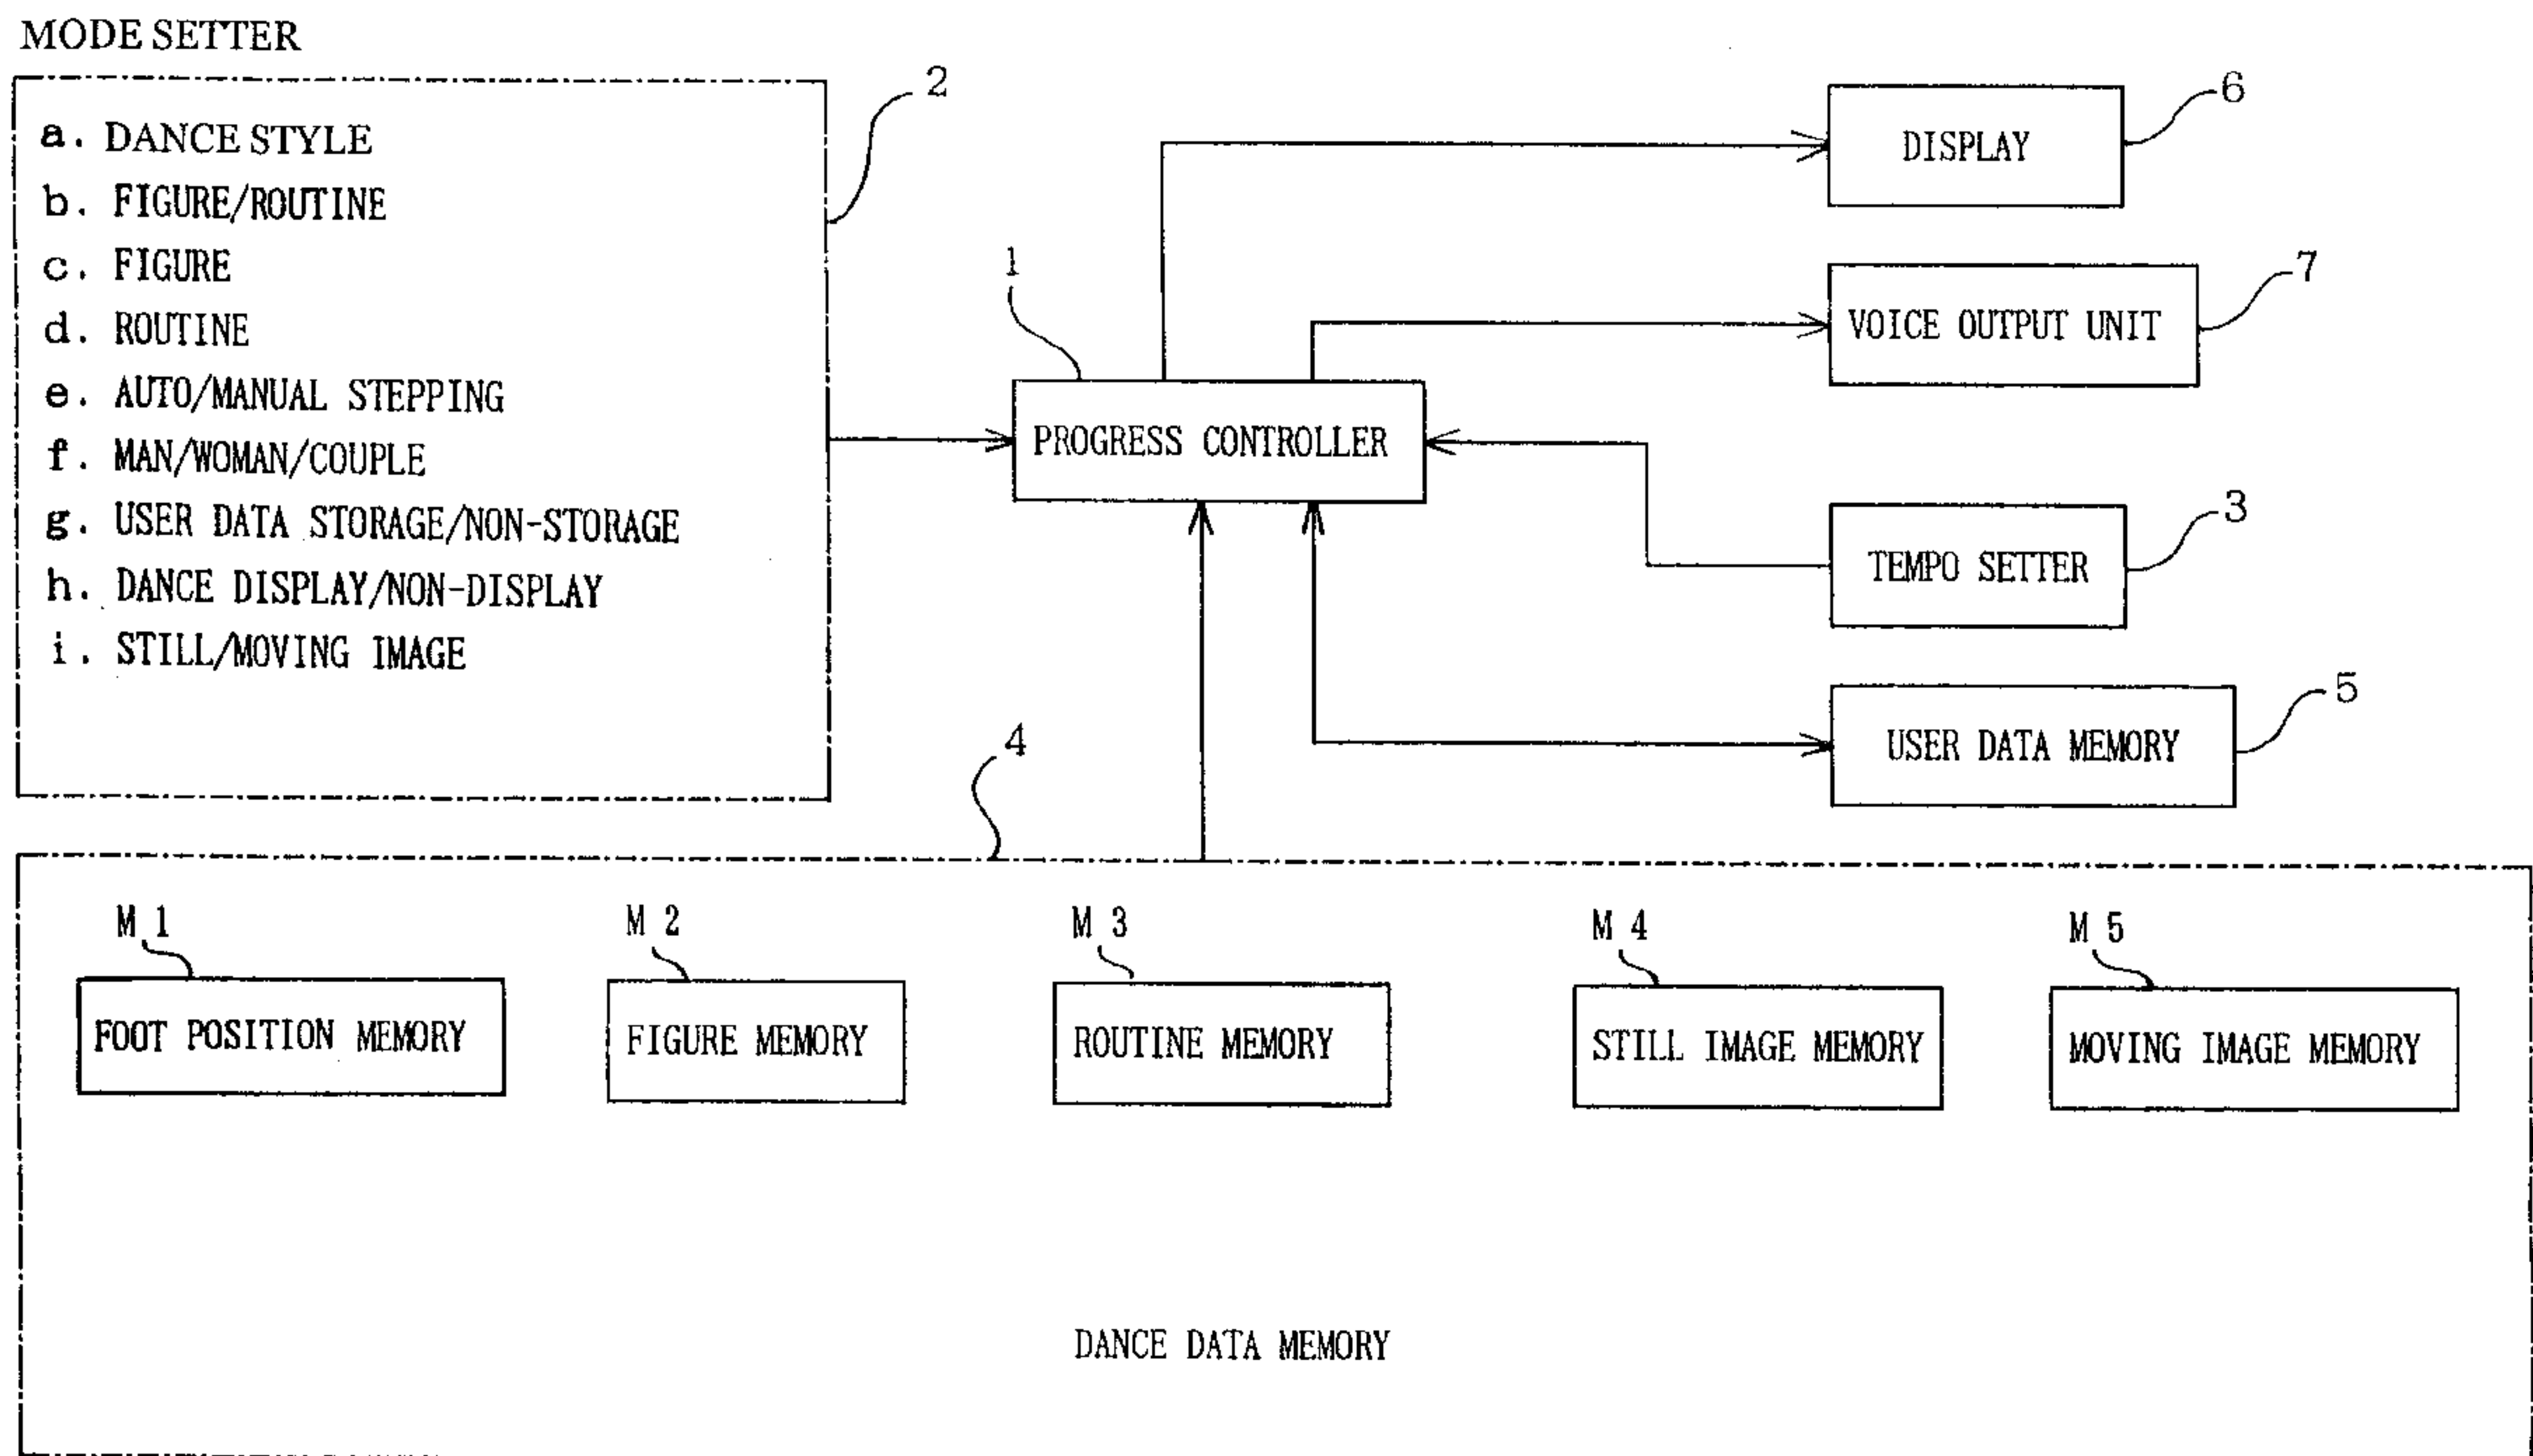 MODE SETTER
2
a. DANCE STYLE
b. FIGURE/ROUTINE
c. FIGURE
d. ROUTINE
e. AUTO/MANUAL STEPPING
f. MAN/WOMAN/COUPLE
g. USER DATA STORAGE/NON-STORAGE
h. DANCE DISPLAY/NON-DISPLAY
i. STILL/MOVING IMAGE
1
PROGRESS CONTROLLER
6
DISPLAY
7
VOICE OUTPUT UNIT
3
TEMPO SETTER
5
USER DATA MEMORY
4
M 1
FOOT POSITION MEMORY
M 2
FIGURE MEMORY
M 3
ROUTINE MEMORY
M 4
STILL IMAGE MEMORY
M 5
MOVING IMAGE MEMORY
DANCE DATA MEMORY